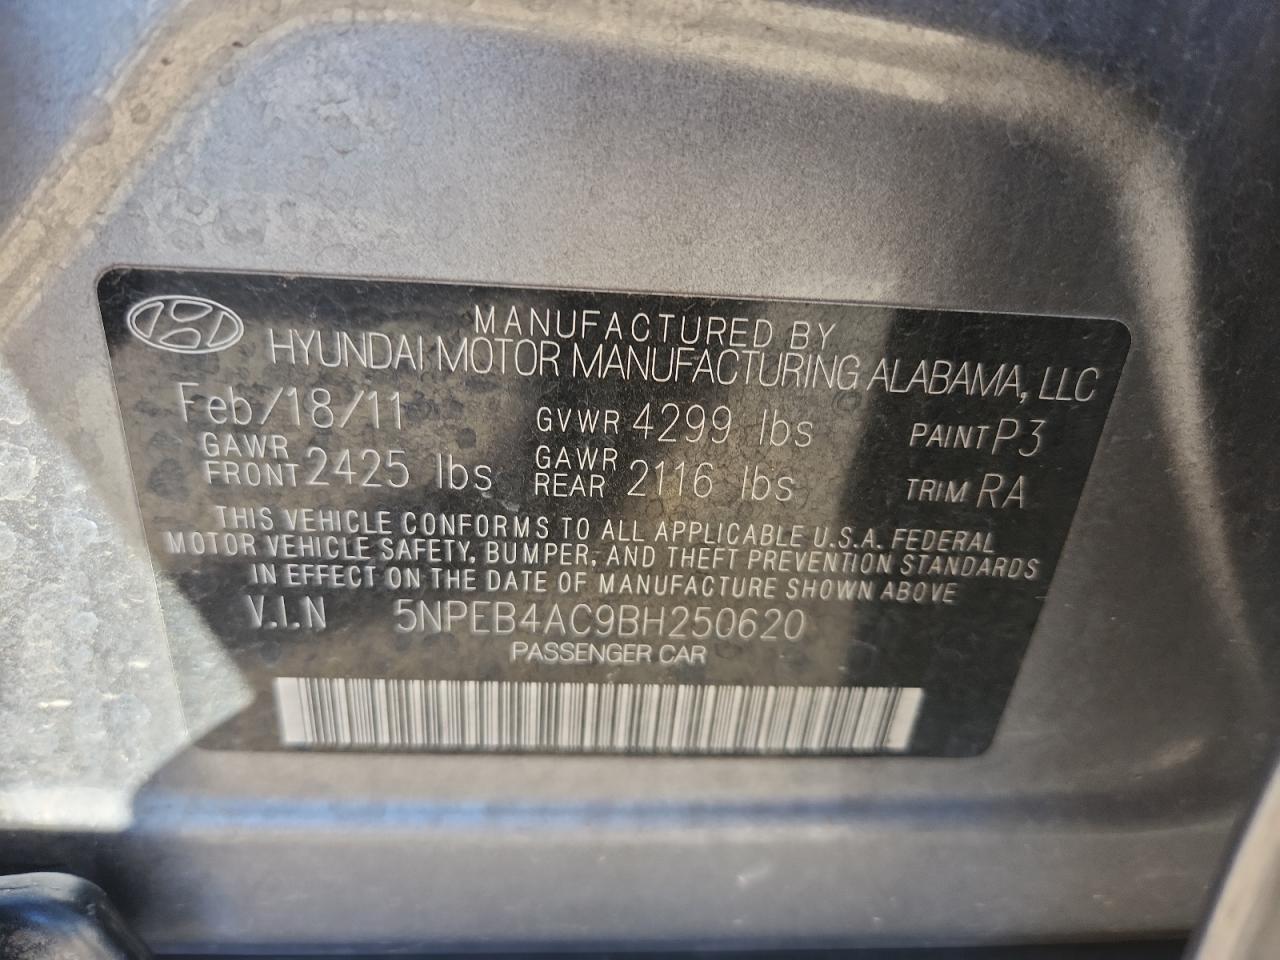 MANUFACTURED BY
HYUNDAI MOTOR MANUFACTURING ALABAMA, LLC
Feb/18/11 GVWR 4299 lbs PAINT P3
GAWR FRONT 2425 lbs GAWR REAR 2116 lbs TRIM RA
THIS VEHICLE CONFORMS TO ALL APPLICABLE U.S.A. FEDERAL
MOTOR VEHICLE SAFETY, BUMPER, AND THEFT PREVENTION STANDARDS
IN EFFECT ON THE DATE OF MANUFACTURE SHOWN ABOVE
V.I.N 5NPEB4AC9BH250620
PASSENGER CAR